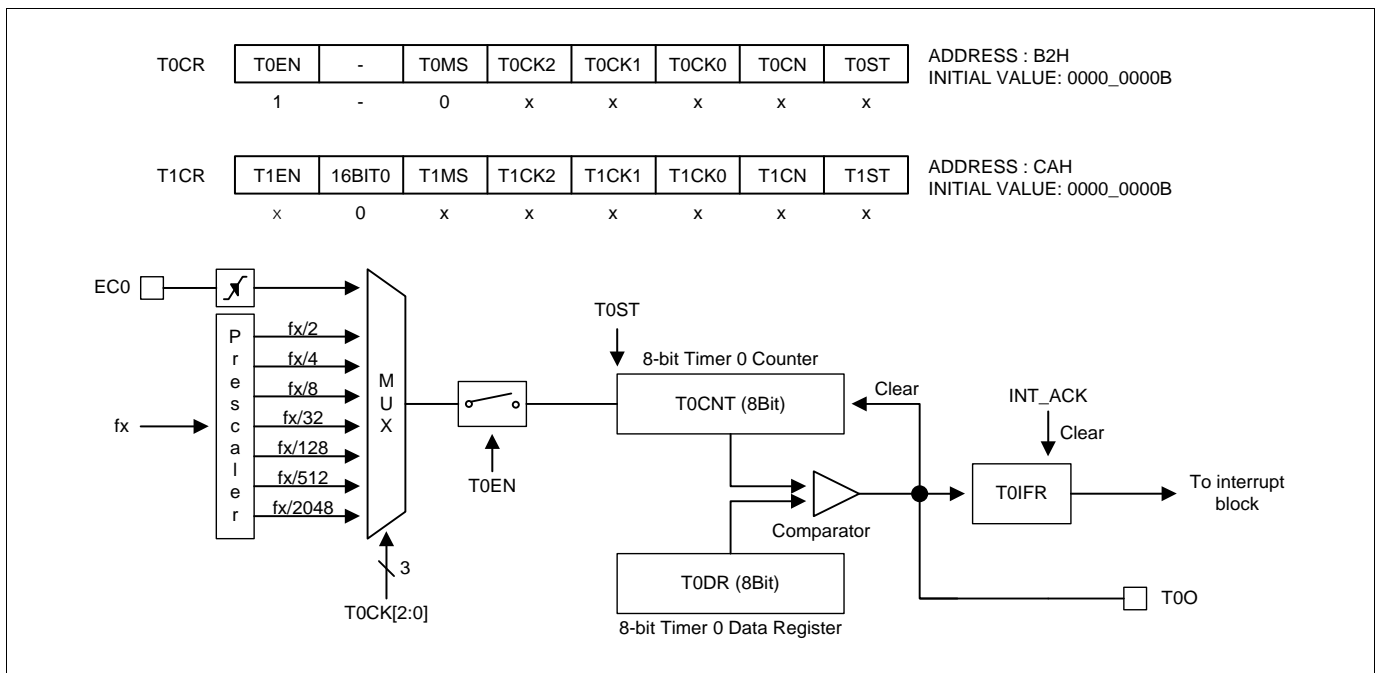 T0CR T0EN - T0MS T0CK2 T0CK1 T0CK0 T0CN T0ST ADDRESS : B2H
INITIAL VALUE: 0000_0000B
1 - 0 x x x x x
T1CR T1EN 16BIT0 T1MS T1CK2 T1CK1 T1CK0 T1CN T1ST ADDRESS : CAH
INITIAL VALUE: 0000_0000B
x 0 x x x x x x
EC0
Prescaler
fx
fx/2
fx/4
fx/8
fx/32
fx/128
fx/512
fx/2048
MUX
3
T0CK[2:0]
T0EN
T0ST
8-bit Timer 0 Counter
T0CNT (8Bit)
Clear
Comparator
T0DR (8Bit)
8-bit Timer 0 Data Register
INT_ACK
Clear
T0IFR
To interrupt
block
T0O